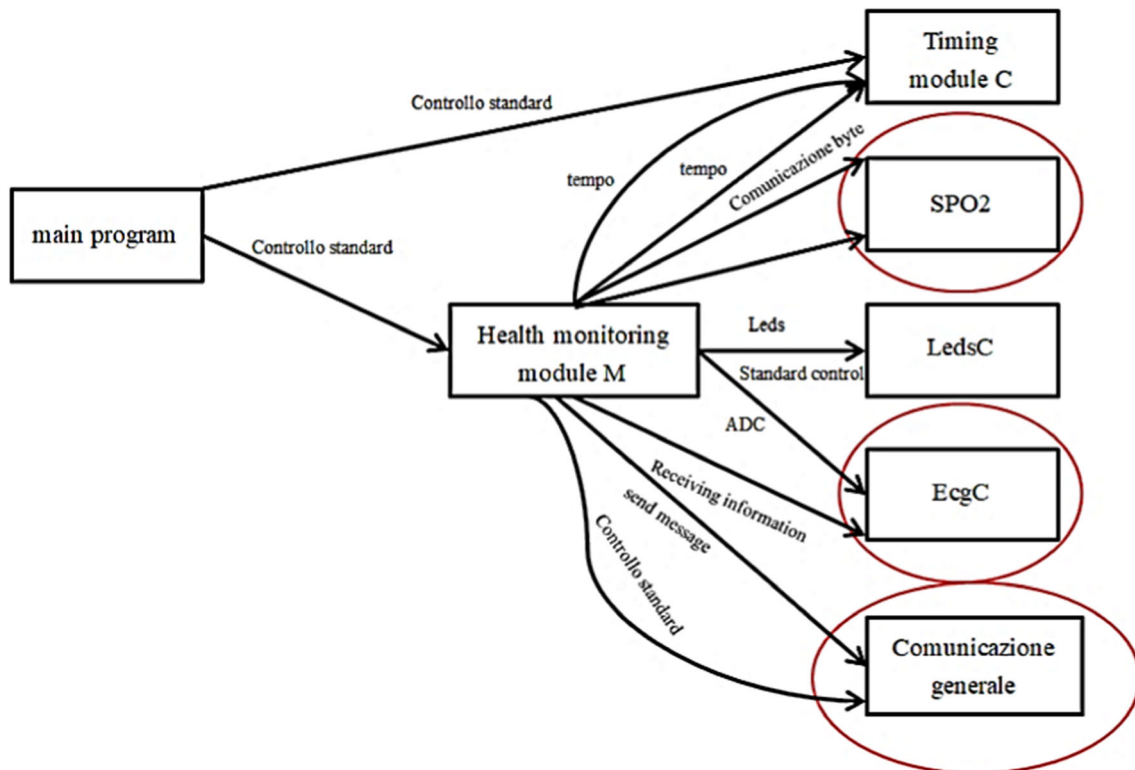 Timing
module C
Controllo standard
tempo
tempo
Comunicazione byte
SPO2
main program
Controllo standard
Health monitoring
module M
Leds
LedsC
Standard control
ADC
EcgC
Receiving information
send message
Controllo standard
Comunicazione
generale